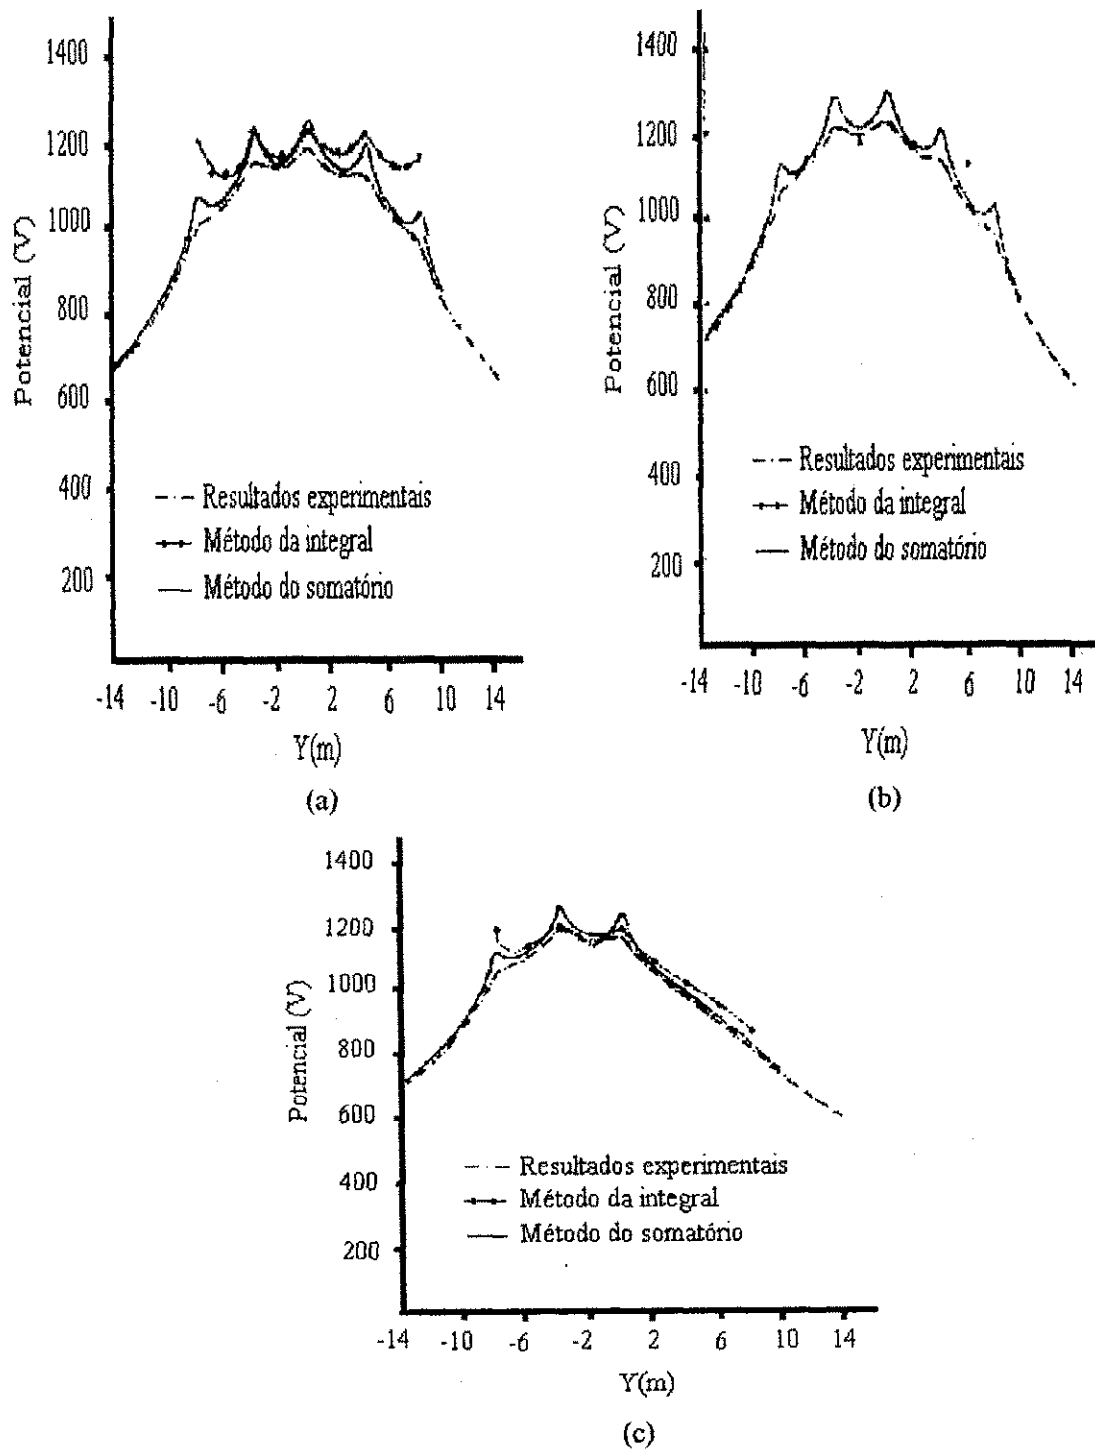 1400
1200
1000
800
600
400
200
Potencial (V)
-·-· Resultados experimentais
Método da integral
Método do somatório
-14 -10 -6 -2 2 6 10 14
Y(m)
(a)
1400
1200
1000
800
600
400
200
Potencial (V)
Resultados experimentais
Método da integral
Método do somatório
-14 -10 -6 -2 2 6 10 14
Y(m)
(b)
1400
1200
1000
800
600
400
200
Potencial (V)
Resultados experimentais
Método da integral
Método do somatório
-14 -10 -6 -2 2 6 10 14
Y(m)
(c)